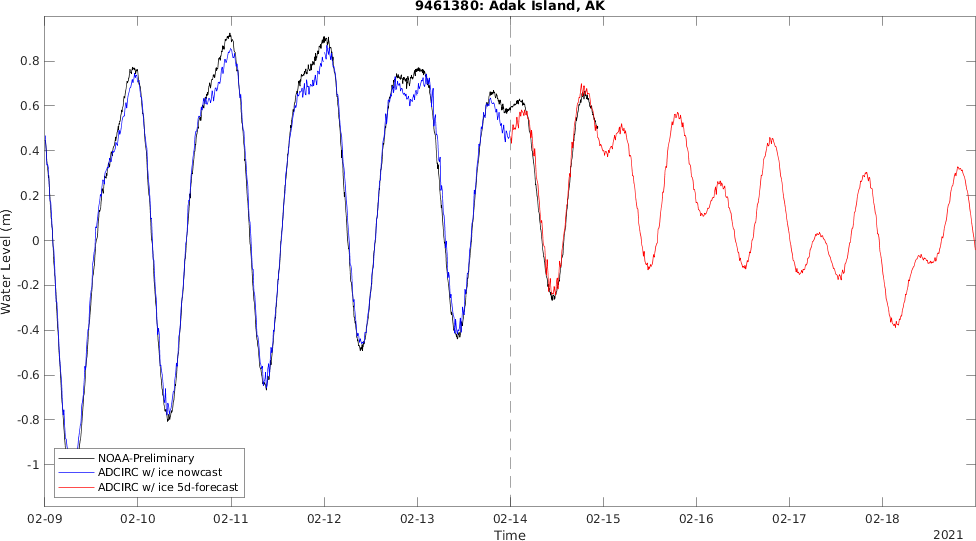 9461380: Adak Island, AK
Water Level (m)
0.8
0.6
0.4
0.2
0
-0.2
-0.4
-0.6
-0.8
-1
NOAA-Preliminary
ADCIRC w/ ice nowcast
ADCIRC w/ ice 5d-forecast
02-09 02-10 02-11 02-12 02-13 02-14 02-15 02-16 02-17 02-18
Time
2021